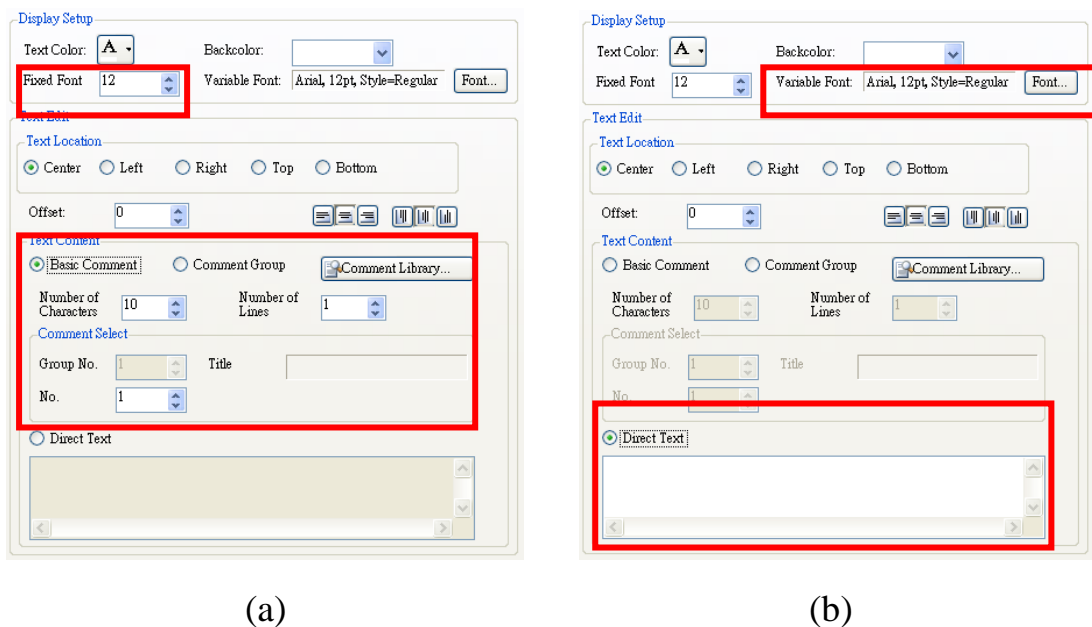 Display Setup
Text Color: A Backcolor:
Fixed Font 12 Variable Font: Arial, 12pt, Style=Regular Font...
Text Edit
Text Location
Center Left Right Top Bottom
Offset: 0
Text Content
Basic Comment Comment Group Comment Library...
Number of Characters 10 Number of Lines 1
Comment Select
Group No. 1 Title
No. 1
Direct Text
(a)
Display Setup
Text Color: A Backcolor:
Fixed Font 12 Variable Font: Arial, 12pt, Style=Regular Font...
Text Edit
Text Location
Center Left Right Top Bottom
Offset: 0
Text Content
Basic Comment Comment Group Comment Library...
Number of Characters 10 Number of Lines 1
Comment Select
Group No. 1 Title
No. 1
Direct Text
(b)